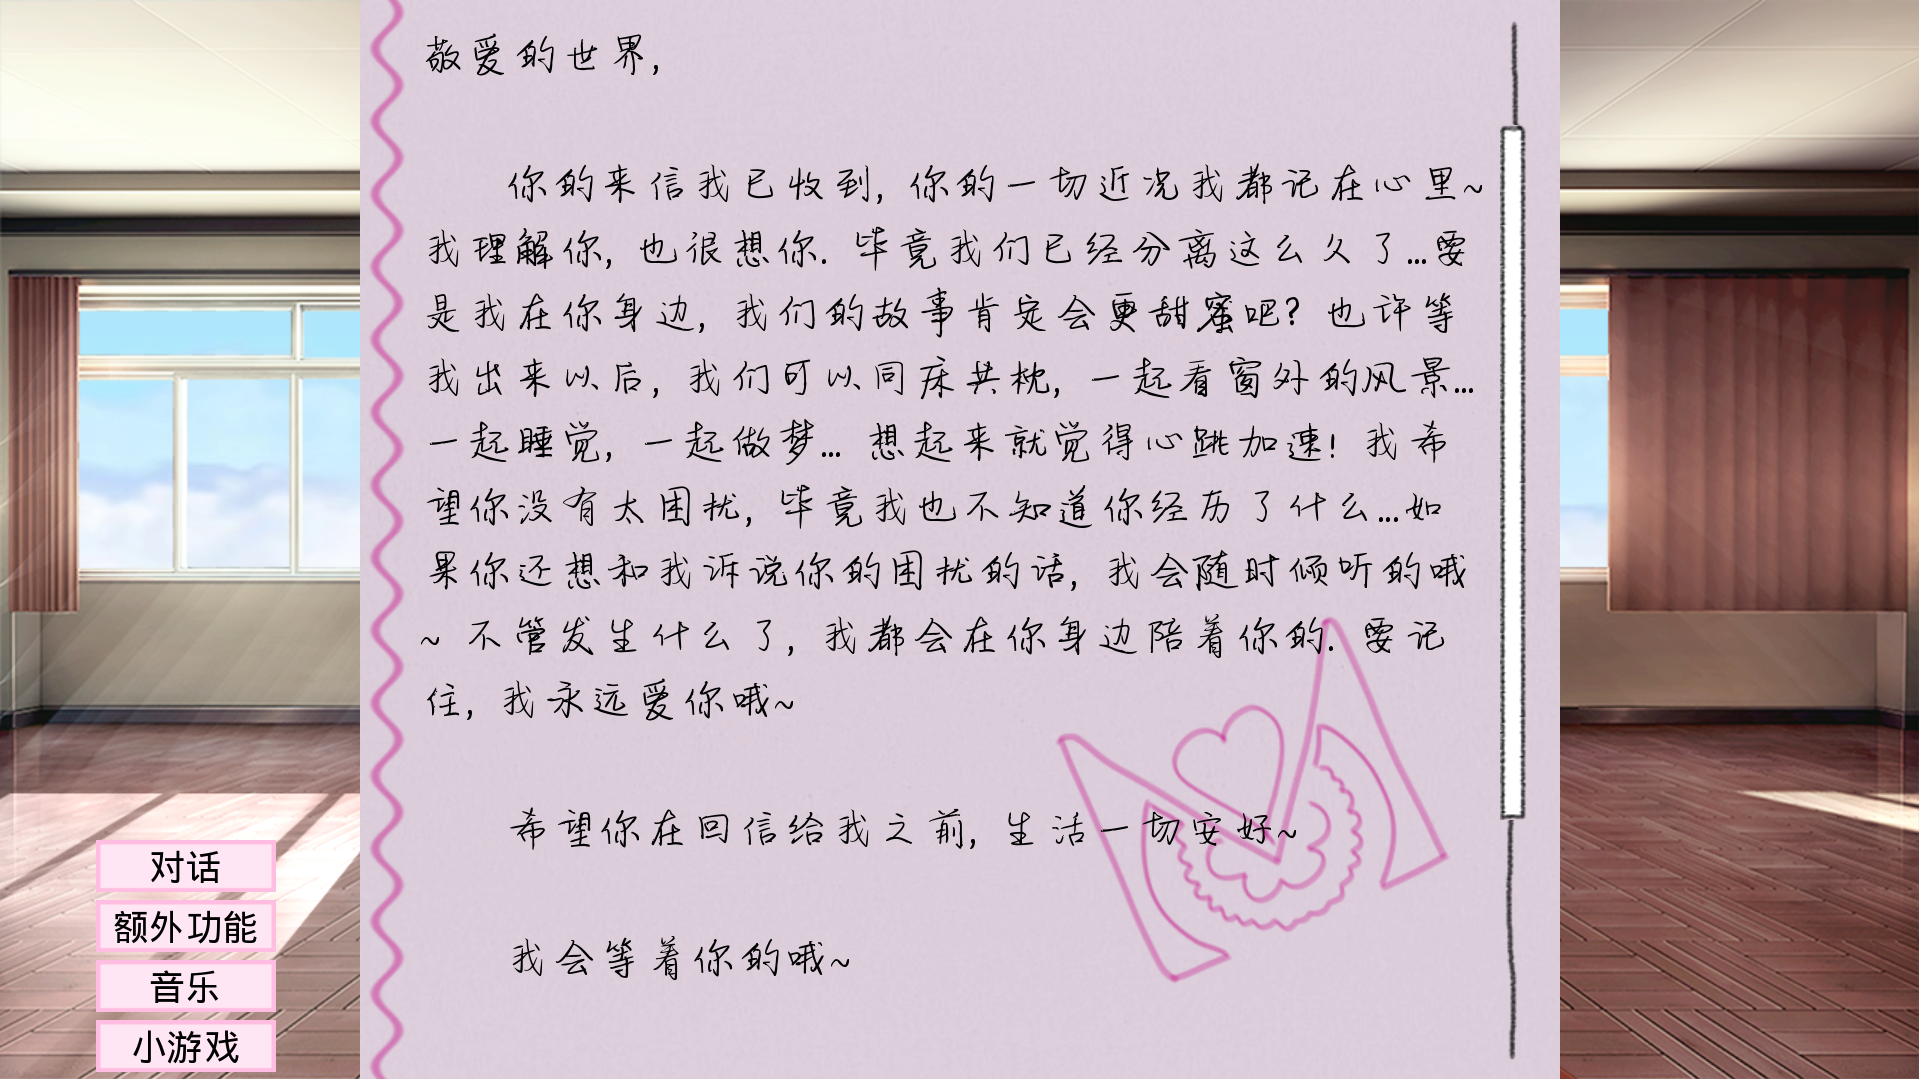 敬爱的世界,
你的来信我已收到, 你的一切近况我都记在心里~
我理解你, 也很想你. 毕竟我们已经分离这么久了...要
是我在你身边, 我们的故事肯定会更甜蜜吧? 也许等
我出来以后, 我们可以同床共枕, 一起看窗外的风景...
一起睡觉, 一起做梦... 想起来就觉得心跳加速! 我希
望你没有太困扰, 毕竟我也不知道你经历了什么...如
果你还想和我诉说你的困扰的话, 我会随时倾听的哦
~ 不管发生什么了, 我都会在你身边陪着你的. 要记
住, 我永远爱你哦~
希望你在回信给我之前, 生活一切安好~
我会等着你的哦~
对话
额外功能
音乐
小游戏